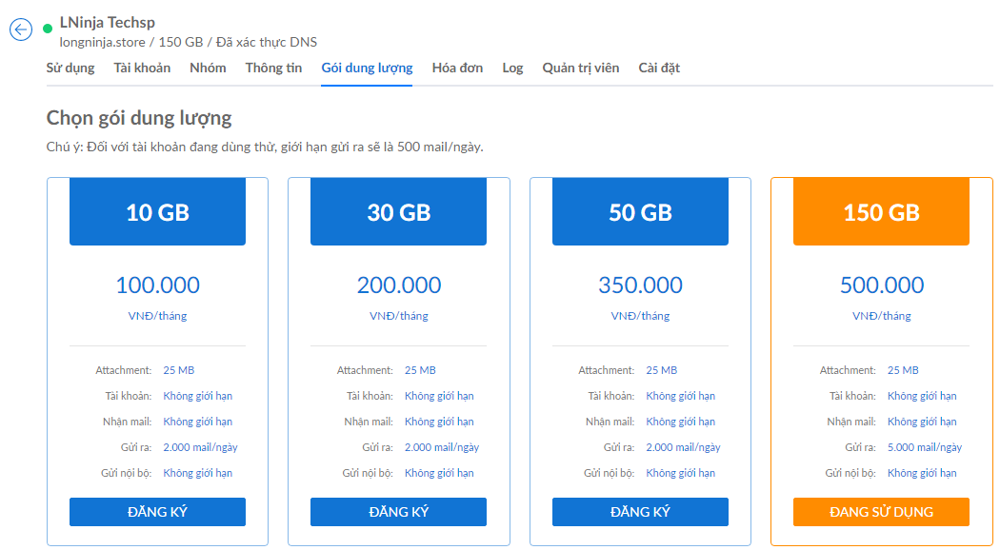 LNinja Techsp
longninja.store / 150 GB / Đã xác thực DNS
Sử dụng Tài khoản Nhóm Thông tin Gói dung lượng Hóa đơn Log Quản trị viên Cài đặt
Chọn gói dung lượng
Chú ý: Đối với tài khoản đang dùng thử, giới hạn gửi ra sẽ là 500 mail/ngày.
10 GB
100.000
VNĐ/tháng
Attachment: 25 MB
Tài khoản: Không giới hạn
Nhận mail: Không giới hạn
Gửi ra: 2.000 mail/ngày
Gửi nội bộ: Không giới hạn
ĐĂNG KÝ
30 GB
200.000
VNĐ/tháng
Attachment: 25 MB
Tài khoản: Không giới hạn
Nhận mail: Không giới hạn
Gửi ra: 2.000 mail/ngày
Gửi nội bộ: Không giới hạn
ĐĂNG KÝ
50 GB
350.000
VNĐ/tháng
Attachment: 25 MB
Tài khoản: Không giới hạn
Nhận mail: Không giới hạn
Gửi ra: 2.000 mail/ngày
Gửi nội bộ: Không giới hạn
ĐĂNG KÝ
150 GB
500.000
VNĐ/tháng
Attachment: 25 MB
Tài khoản: Không giới hạn
Nhận mail: Không giới hạn
Gửi ra: 5.000 mail/ngày
Gửi nội bộ: Không giới hạn
ĐANG SỬ DỤNG